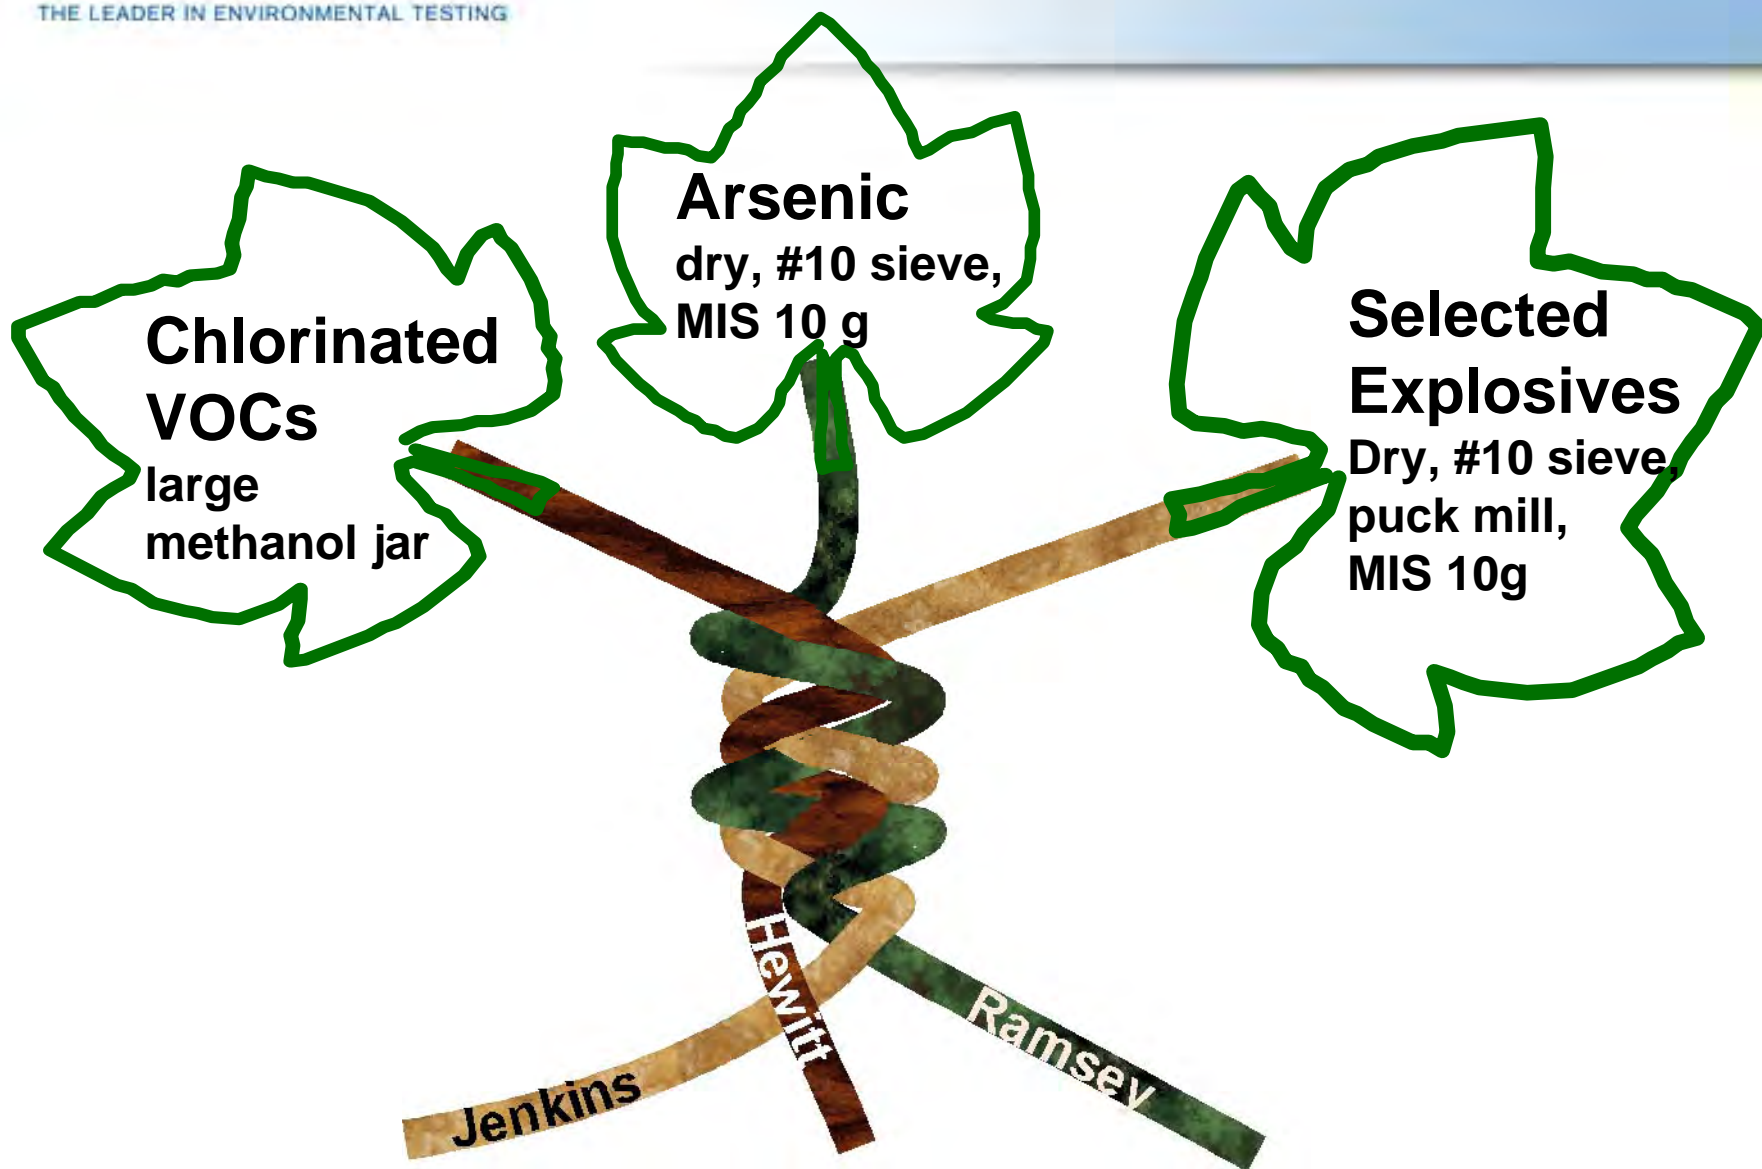 THE LEADER IN ENVIRONMENTAL TESTING
Arsenic
dry, #10 sieve,
MIS 10 g
Chlorinated
VOCs
large
methanol jar
Selected
Explosives
Dry, #10 sieve,
puck mill,
MIS 10g
Hewitt
Ramsey
Jenkins